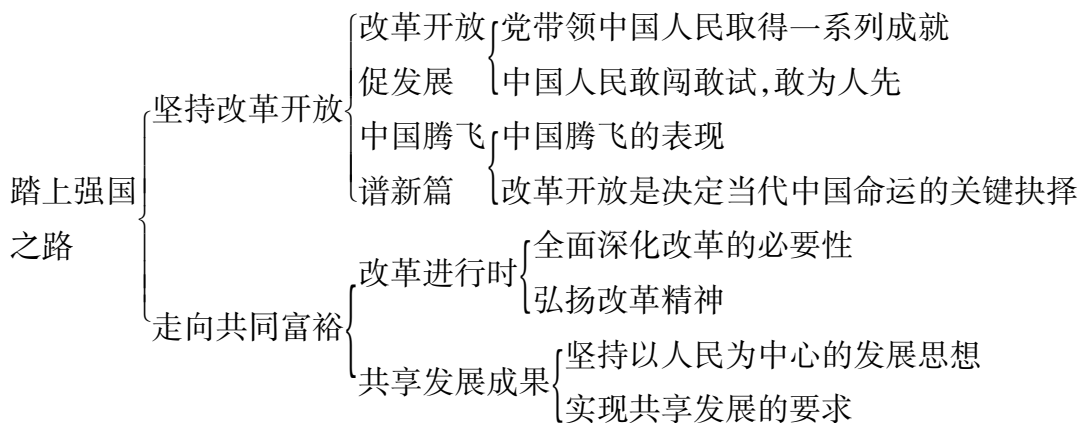 踏上强国
之路
坚持改革开放
改革开放
促发展
党带领中国人民取得一系列成就
中国人民敢闯敢试,敢为人先
中国腾飞
谱新篇
中国腾飞的表现
改革开放是决定当代中国命运的关键抉择
走向共同富裕
改革进行时
全面深化改革的必要性
弘扬改革精神
共享发展成果
坚持以人民为中心的发展思想
实现共享发展的要求